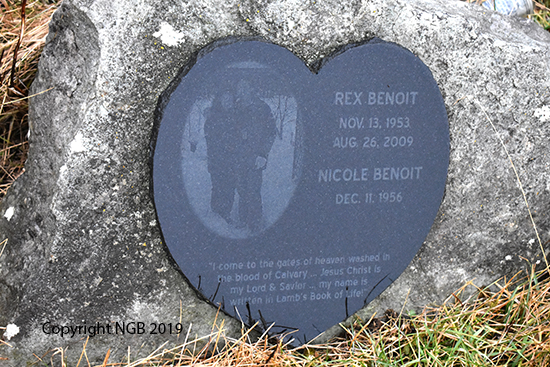 REX BENOIT
NOV. 13, 1953
AUG. 26, 2009
NICOLE BENOIT
DEC. 11, 1956
"I come to the gates of heaven washed in
the blood of Calvary ... Jesus Christ is
my Lord & Savior ... my name is
written in Lamb's Book of Life!"
Copyright NGB 2019